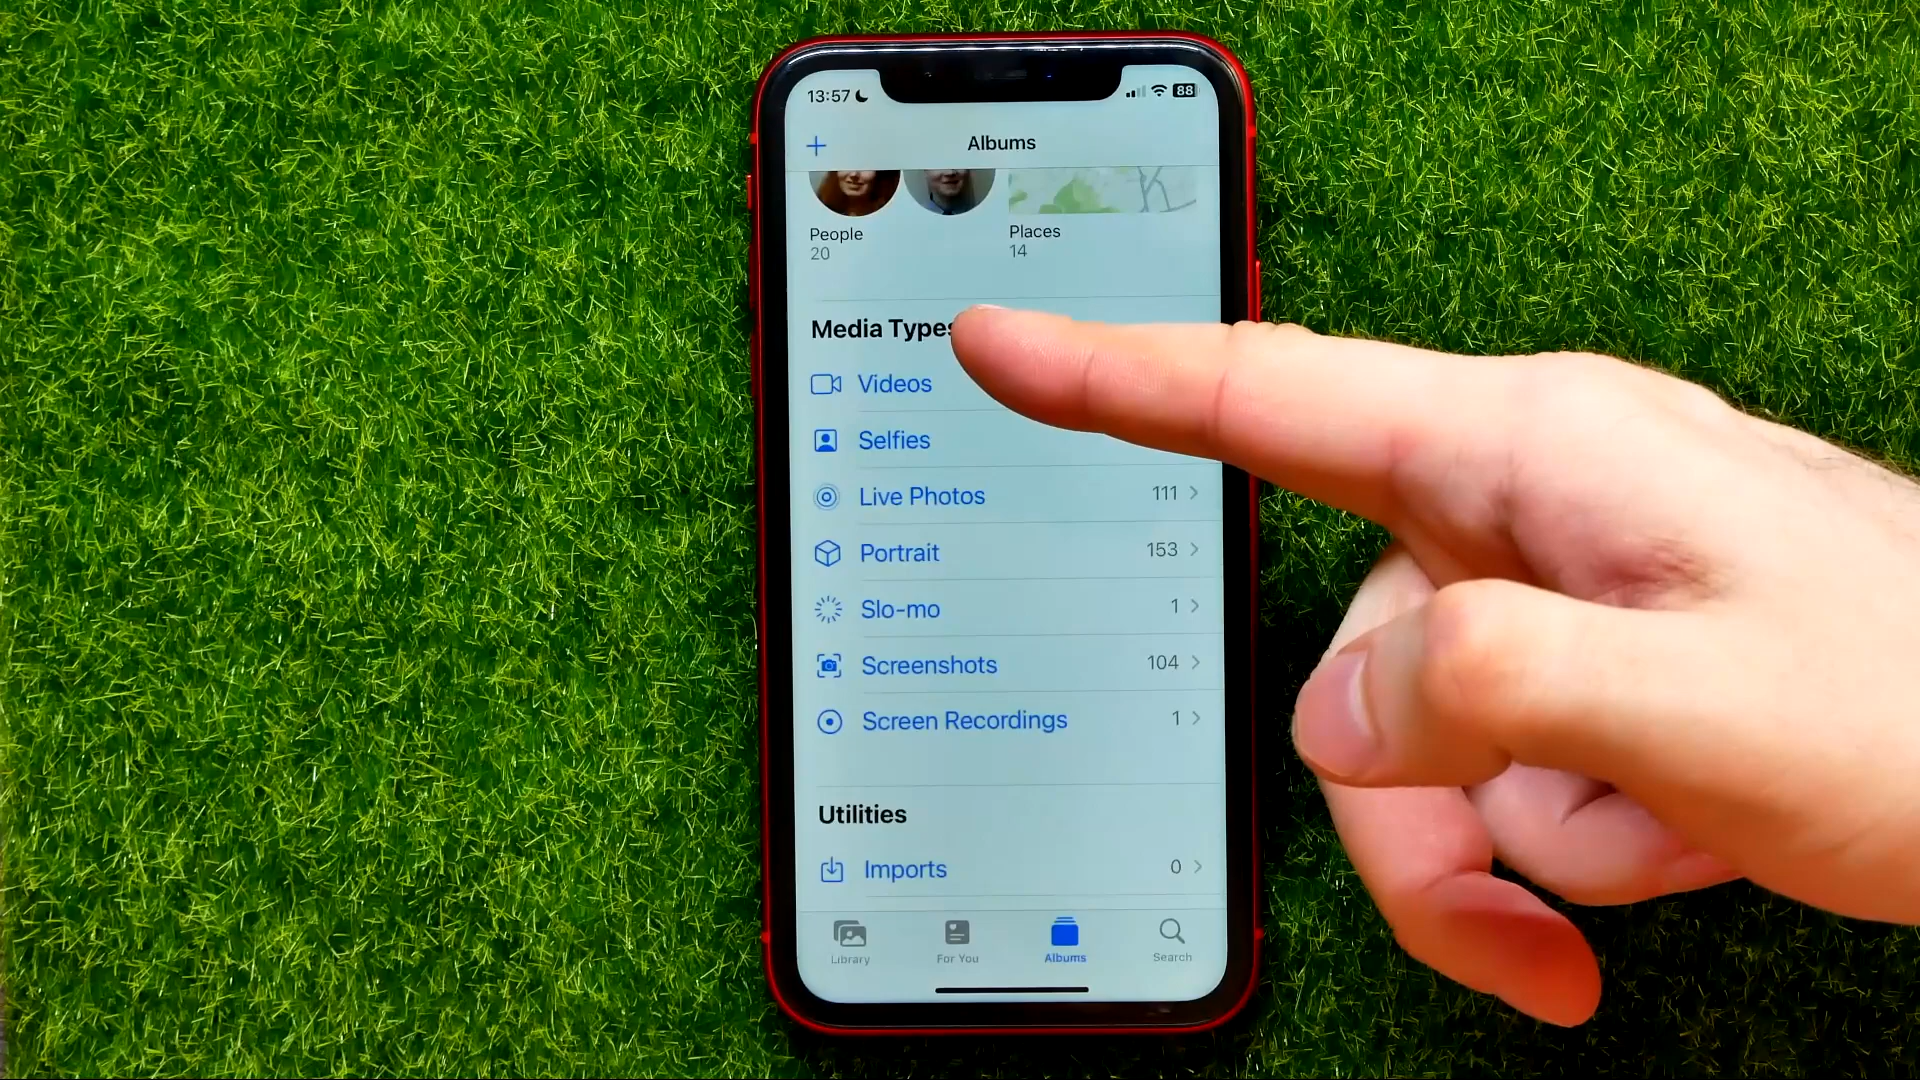 13:57
88
Albums
People
20
Places
14
Media Types
Videos
Selfies
Live Photos 111
Portrait 153
Slo-mo 1
Screenshots 104
Screen Recordings 1
Utilities
Imports 0
Library
For You
Albums
Search